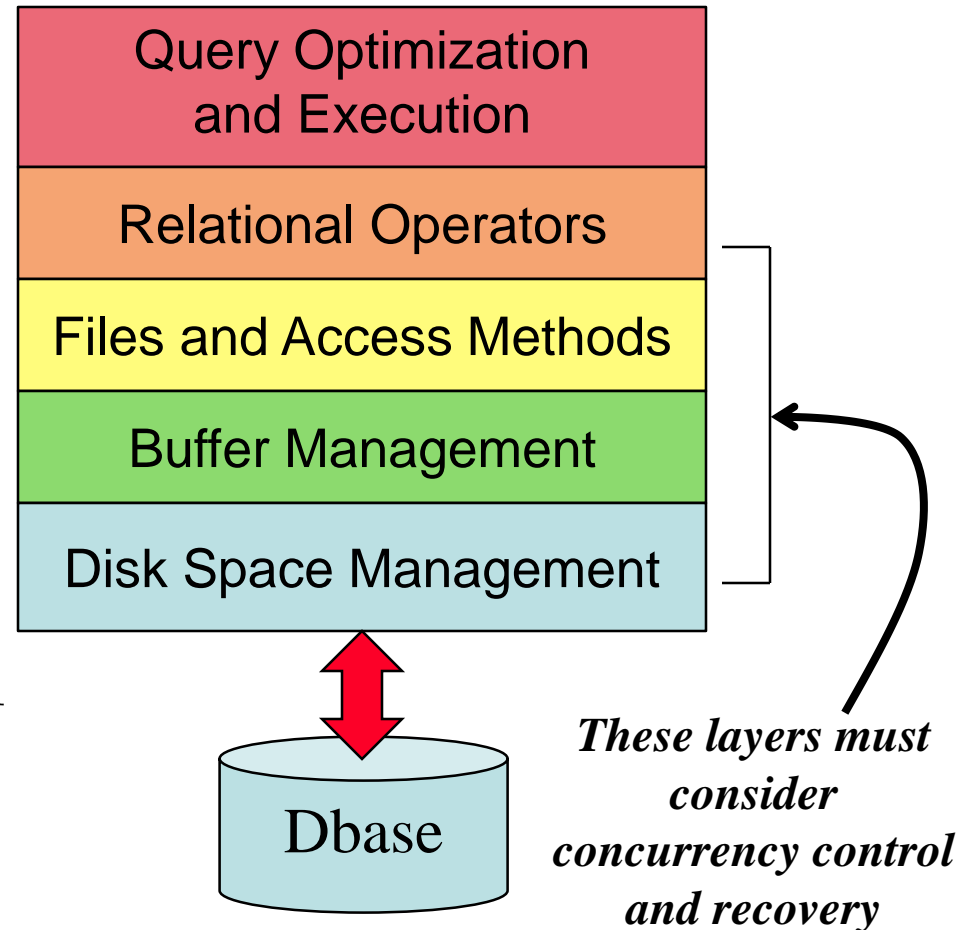 Query Optimization
and Execution
Relational Operators
Files and Access Methods
Buffer Management
Disk Space Management
Dbase
These layers must
consider
concurrency control
and recovery